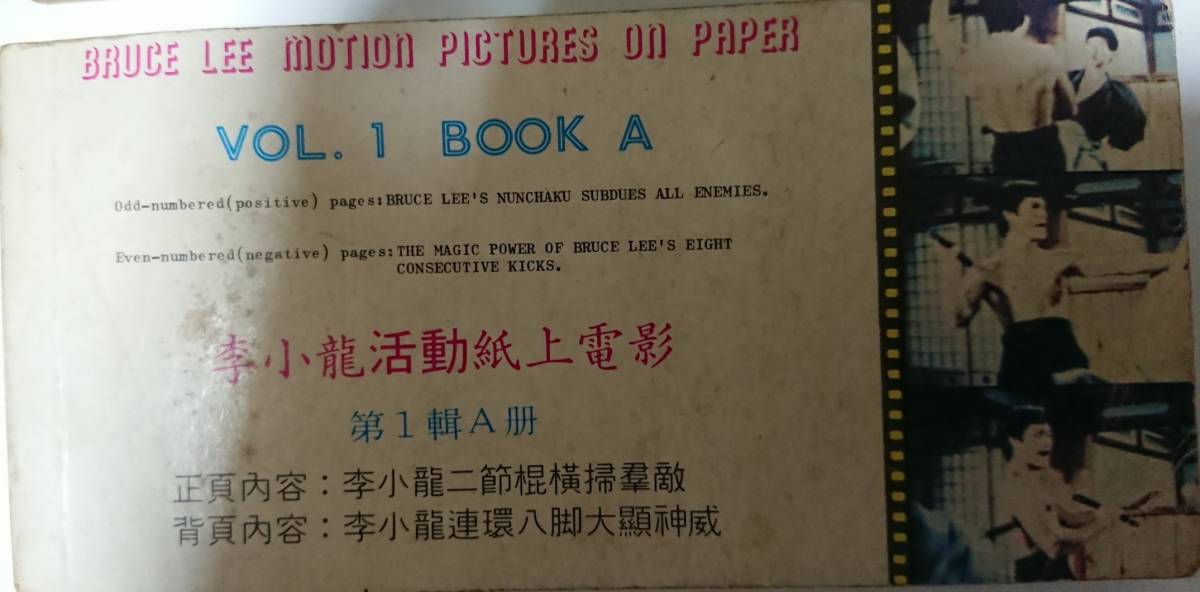 BRUCE LEE MOTION PICTURES ON PAPER
VOL. 1 BOOK A
Odd-numbered(positive) pages:BRUCE LEE'S NUNCHAKU SUBDUES ALL ENEMIES.
Even-numbered(negative) pages:THE MAGIC POWER OF BRUCE LEE'S EIGHT
CONSECUTIVE KICKS.
李小龍活動紙上電影
第1輯A册
正頁內容：李小龍二節棍橫掃羣敵
背頁內容：李小龍連環八脚大顯神威